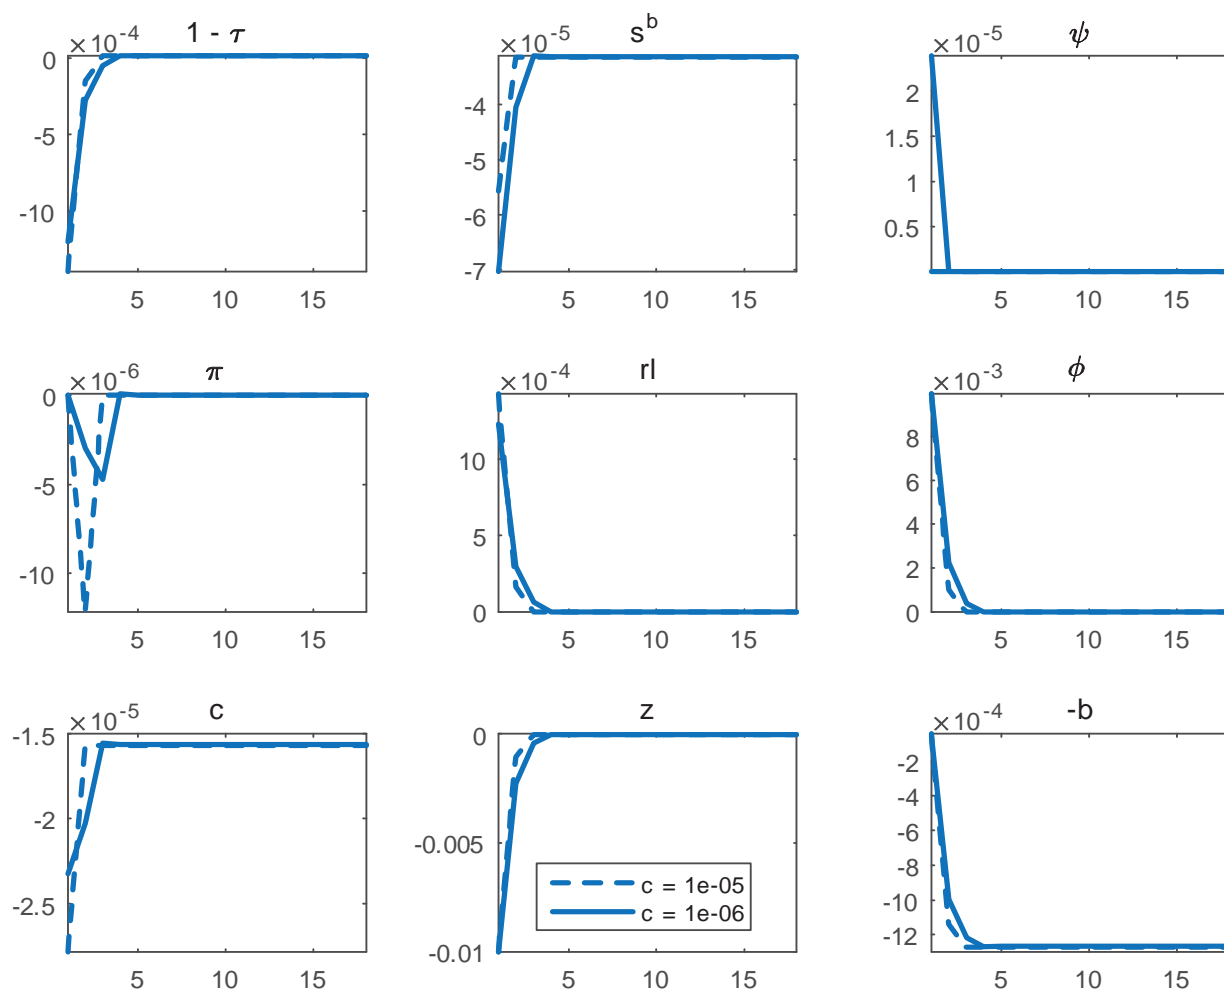 ×10⁻⁴ 1 - τ
0
-5
-10
5 10 15
×10⁻⁵ s^b
-4
-5
-6
-7
5 10 15
×10⁻⁵ ψ
2
1.5
1
0.5
5 10 15
×10⁻⁶ π
0
-5
-10
5 10 15
×10⁻⁴ rl
10
5
0
5 10 15
×10⁻³ ϕ
8
6
4
2
0
5 10 15
×10⁻⁵ c
-1.5
-2
-2.5
5 10 15
z
0
-0.005
-0.01
c = 1e-05
c = 1e-06
5 10 15
×10⁻⁴ -b
-2
-4
-6
-8
-10
-12
5 10 15